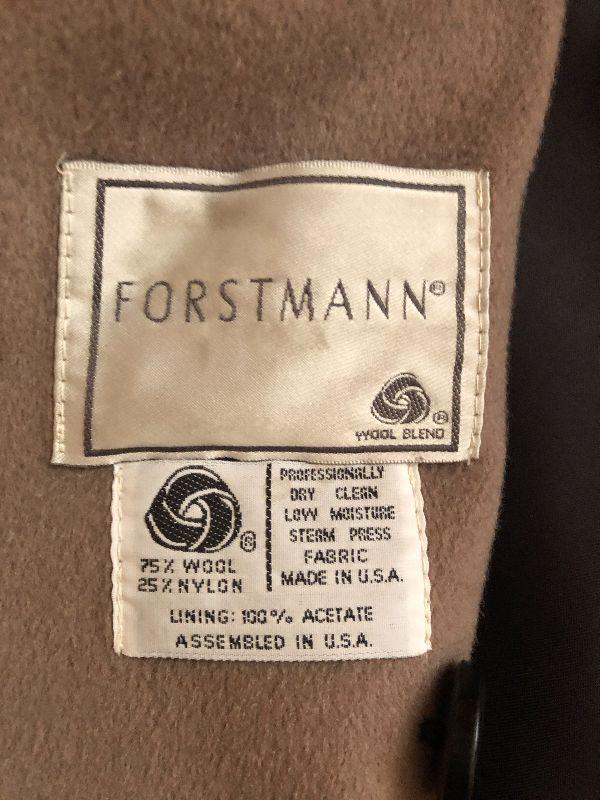 FORSTMANN®
®
WOOL BLEND
®
75% WOOL
25% NYLON
PROFESSIONALLY
DRY CLEAN
LOW MOISTURE
STEAM PRESS
FABRIC
MADE IN U.S.A.
LINING: 100% ACETATE
ASSEMBLED IN U.S.A.